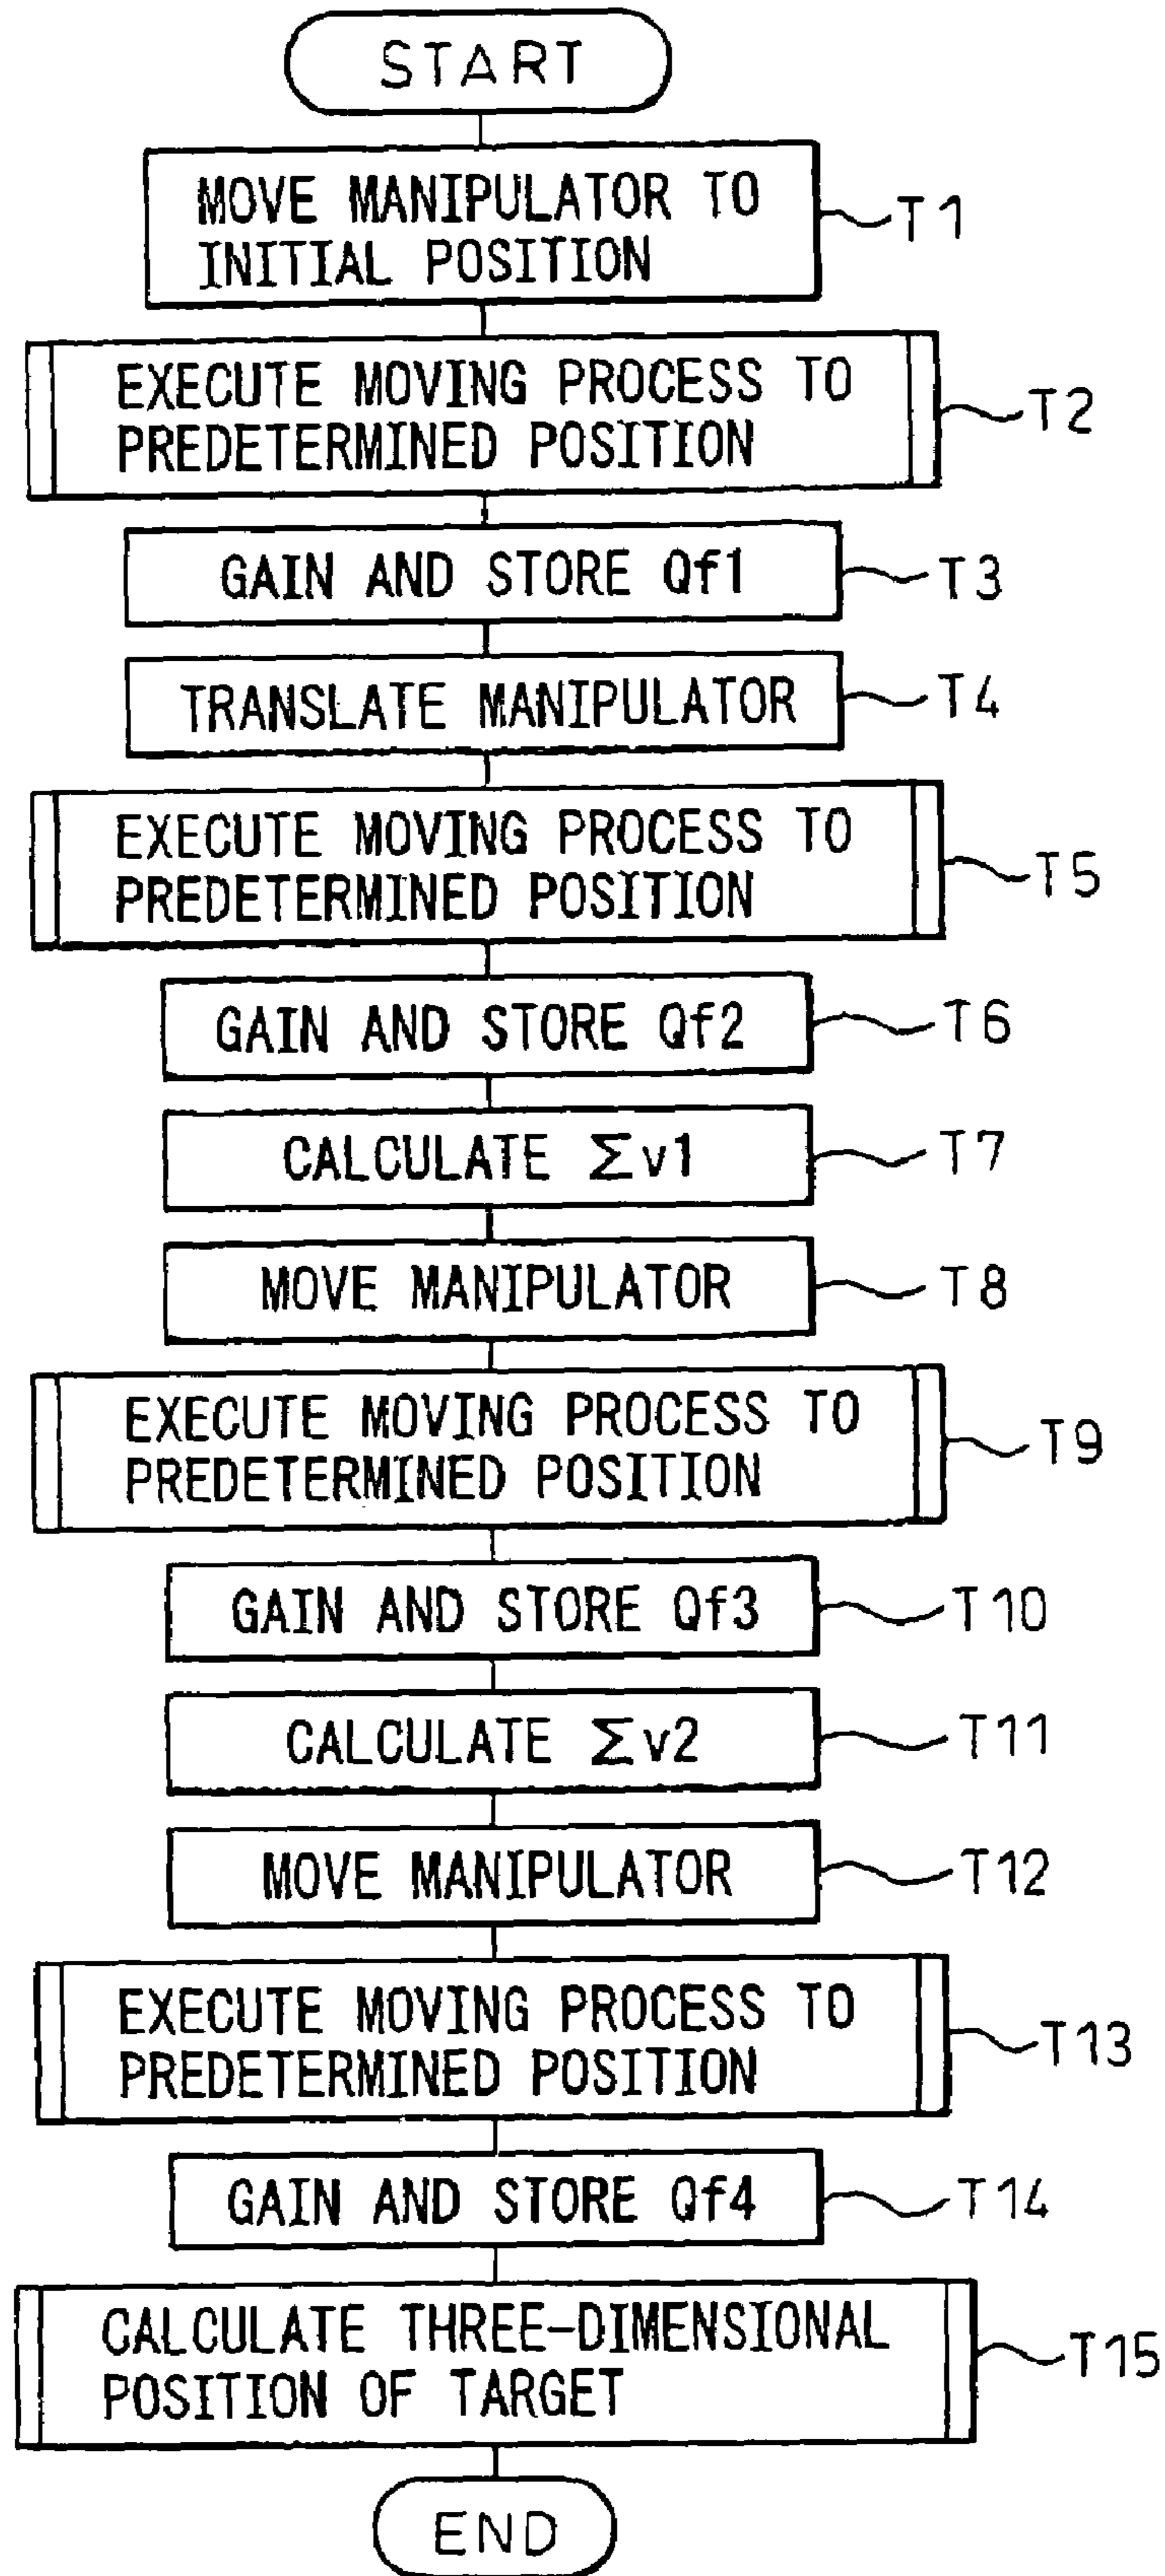 START
MOVE MANIPULATOR TO
INITIAL POSITION
T1
EXECUTE MOVING PROCESS TO
PREDETERMINED POSITION
T2
GAIN AND STORE Qf1
T3
TRANSLATE MANIPULATOR
T4
EXECUTE MOVING PROCESS TO
PREDETERMINED POSITION
T5
GAIN AND STORE Qf2
T6
CALCULATE Σv1
T7
MOVE MANIPULATOR
T8
EXECUTE MOVING PROCESS TO
PREDETERMINED POSITION
T9
GAIN AND STORE Qf3
T10
CALCULATE Σv2
T11
MOVE MANIPULATOR
T12
EXECUTE MOVING PROCESS TO
PREDETERMINED POSITION
T13
GAIN AND STORE Qf4
T14
CALCULATE THREE-DIMENSIONAL
POSITION OF TARGET
T15
END